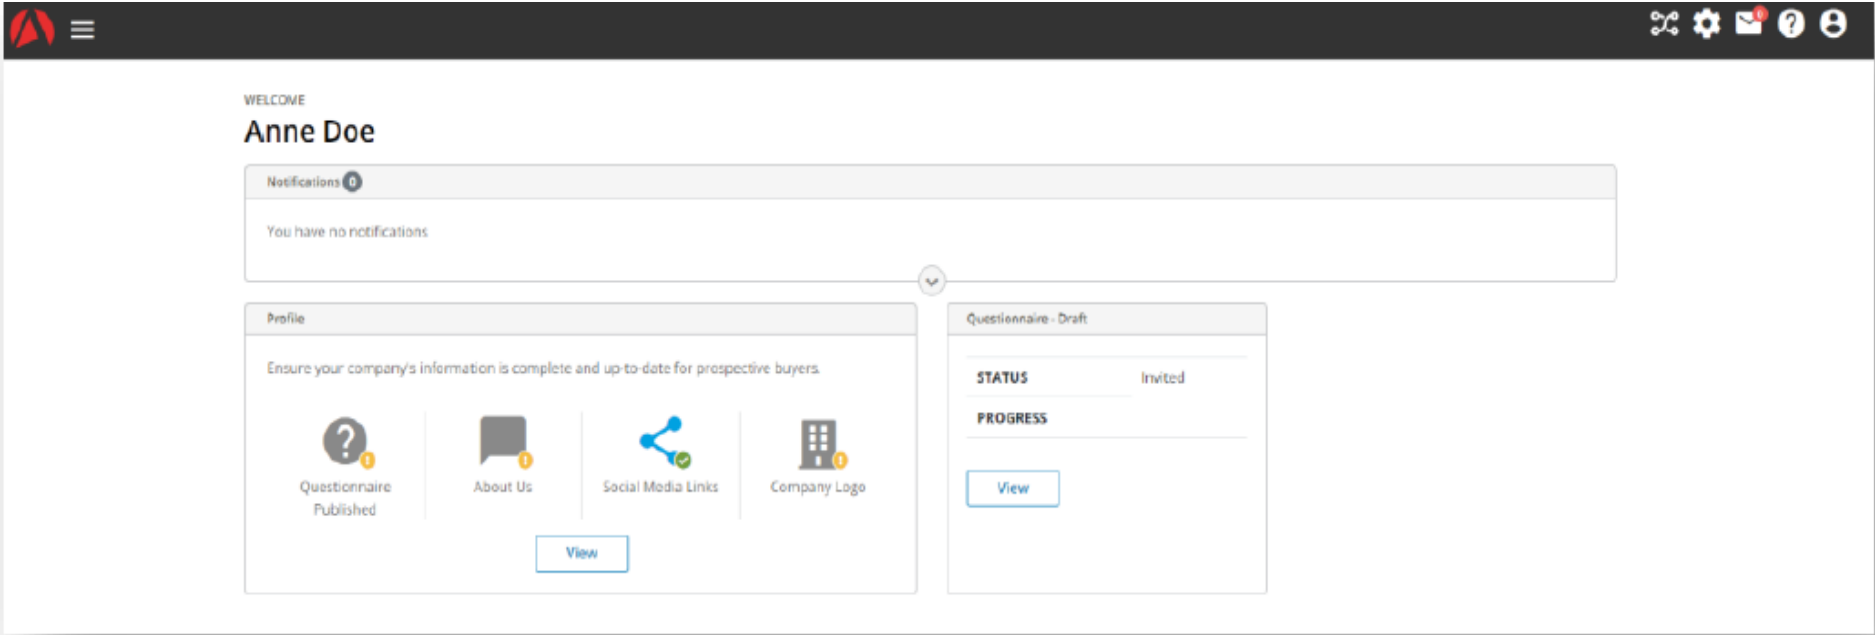 WELCOME
Anne Doe
Notifications 0
You have no notifications
Profile
Ensure your company's information is complete and up-to-date for prospective buyers.
Questionnaire
Published
About Us
Social Media Links
Company Logo
View
Questionnaire - Draft
STATUS Invited
PROGRESS
View